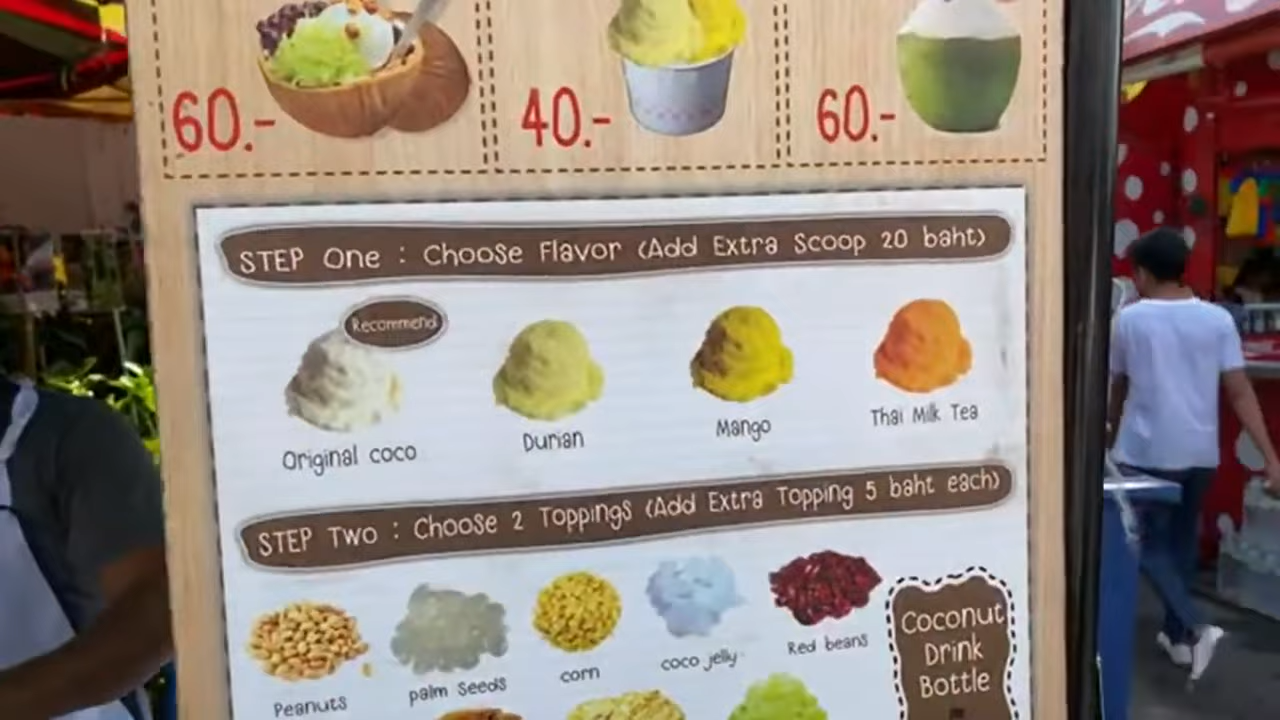 60.- 40.- 60.-
STEP One : Choose Flavor (Add Extra Scoop 20 baht)
Recommend
Original coco Durian Mango Thai Milk Tea
STEP Two : Choose 2 Toppings (Add Extra Topping 5 baht each)
Peanuts palm Seeds corn coco jelly Red beans
Coconut
Drink
Bottle